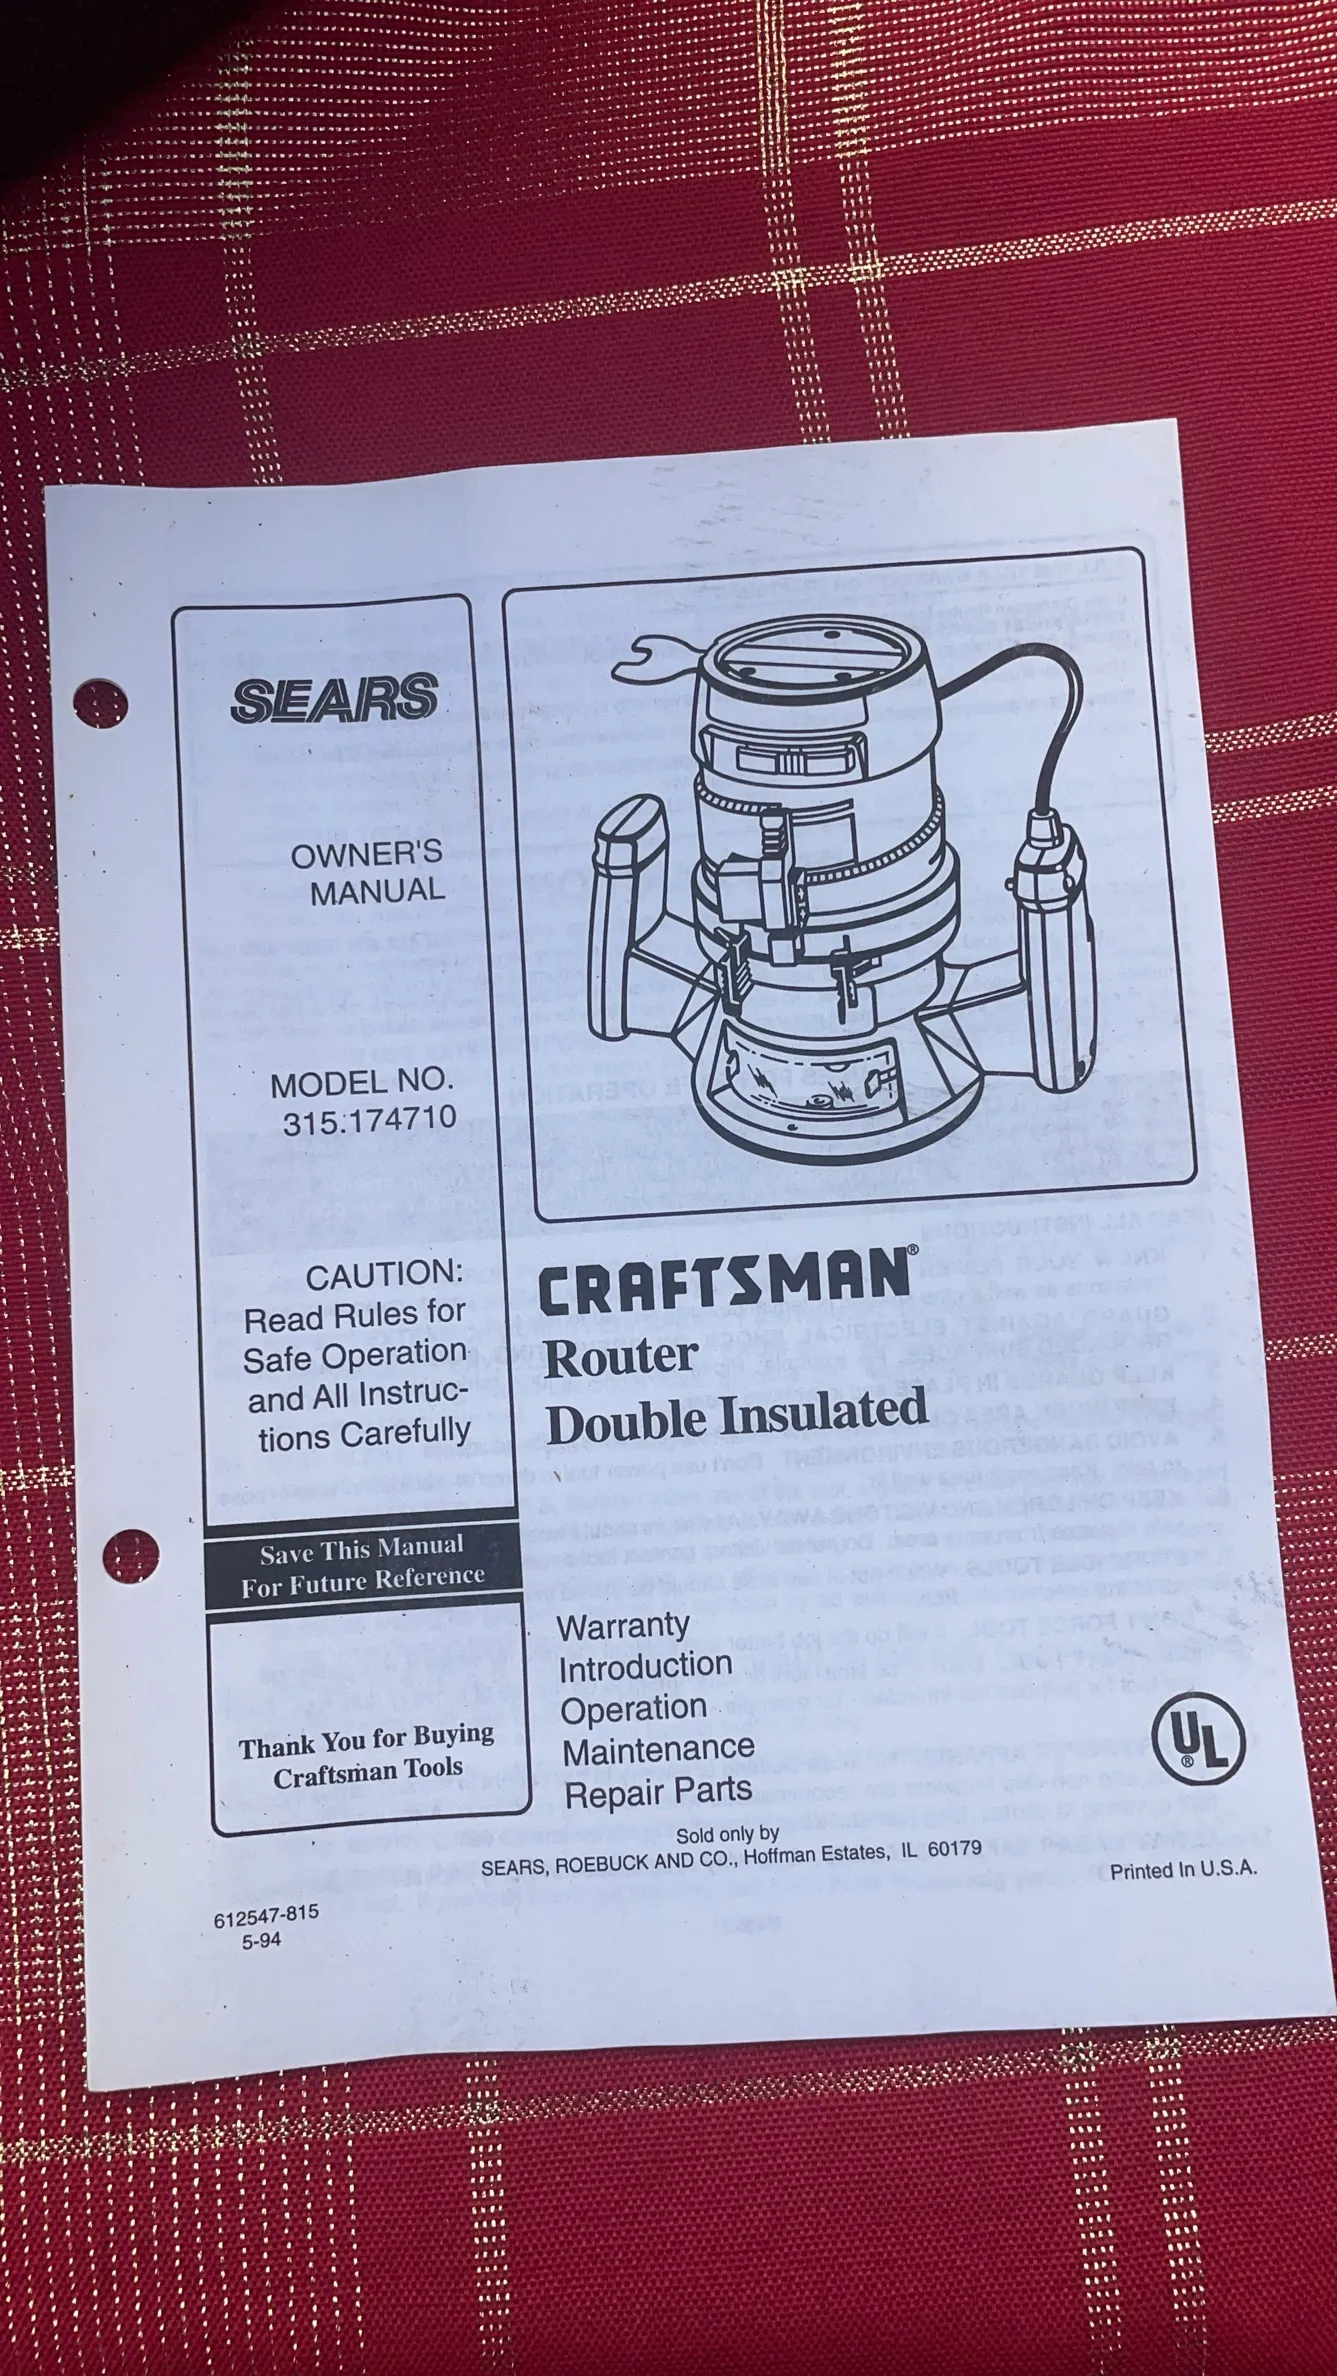 SEARS
OWNER'S
MANUAL
MODEL NO.
315.174710
CAUTION:
Read Rules for
Safe Operation
and All Instruc-
tions Carefully
Save This Manual
For Future Reference
Thank You for Buying
Craftsman Tools
CRAFTSMAN®
Router
Double Insulated
Warranty
Introduction
Operation
Maintenance
Repair Parts
UL
®
Sold only by
SEARS, ROEBUCK AND CO., Hoffman Estates, IL 60179
Printed In U.S.A.
612547-815
5-94